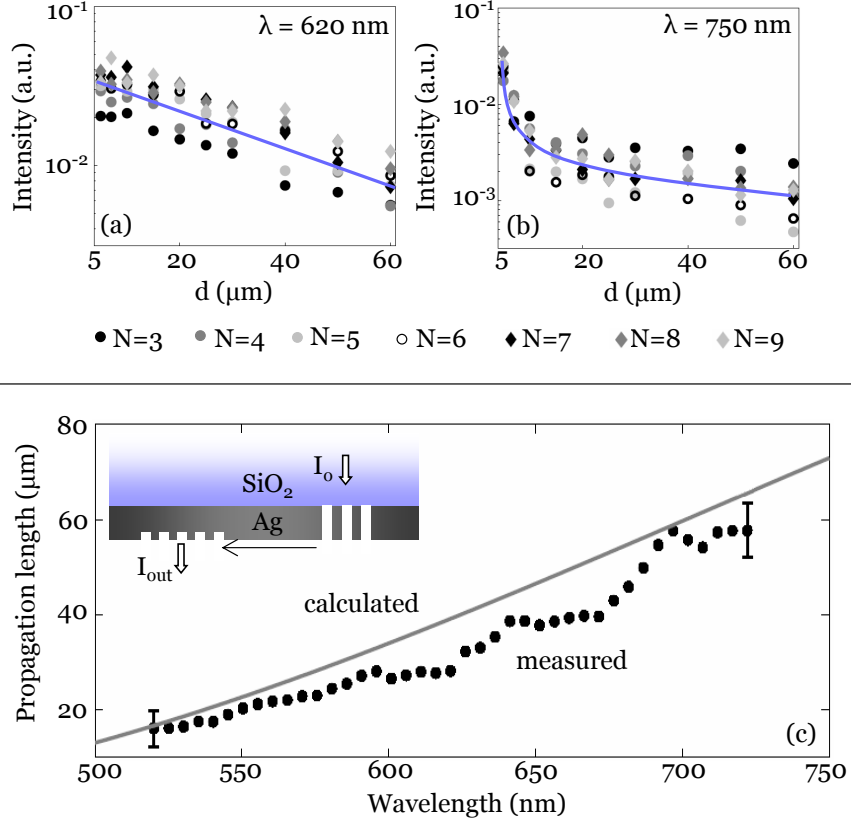 λ = 620 nm
10⁻¹
10⁻²
Intensity (a.u.)
(a)
5 20 40 60
d (μm)
λ = 750 nm
10⁻¹
10⁻²
10⁻³
Intensity (a.u.)
(b)
5 20 40 60
d (μm)
N=3 N=4 N=5 N=6 N=7 N=8 N=9
Propagation length (μm)
80
60
40
20
I₀
SiO₂
Ag
Iout
calculated
measured
(c)
500 550 600 650 700 750
Wavelength (nm)